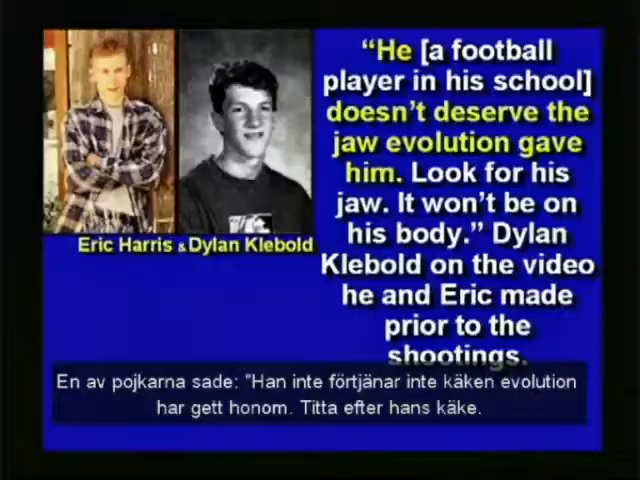 “He [a football
player in his school]
doesn’t deserve the
jaw evolution gave
him. Look for his
jaw. It won’t be on
his body.” Dylan
Klebold on the video
he and Eric made
prior to the
shootings.
Eric Harris & Dylan Klebold
En av pojkarna sade: "Han inte förtjänar inte käken evolution
har gett honom. Titta efter hans käke.